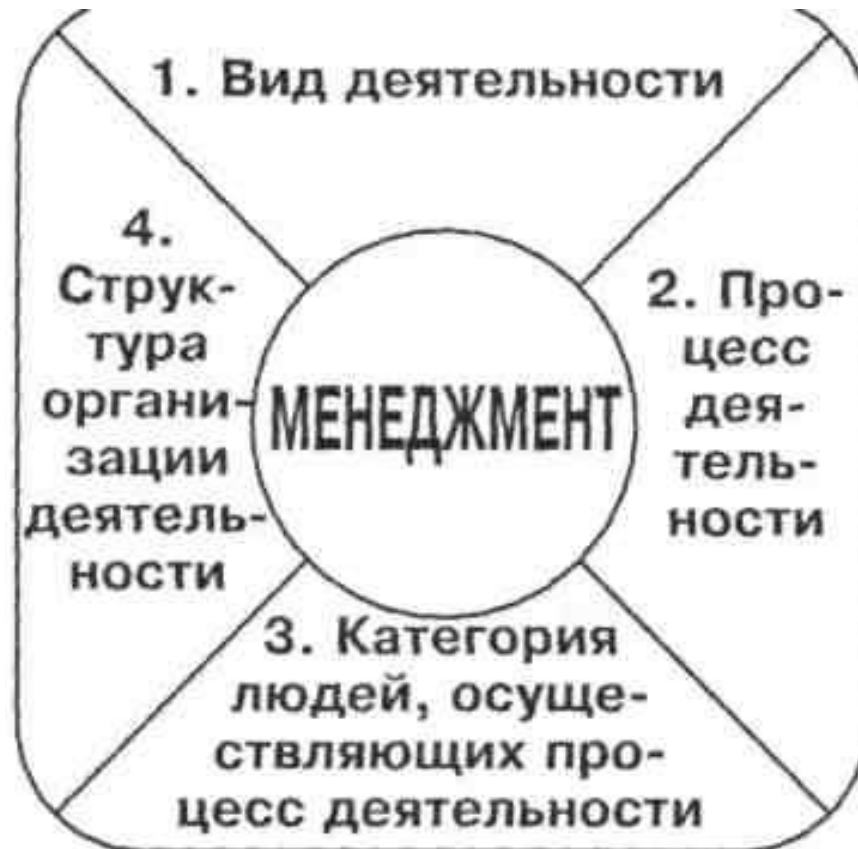 1. Вид деятельности
4.
Струк-
тура
органи-
зации
деятель-
ности
МЕНЕДЖМЕНТ
2. Про-
цесс
дея-
тель-
ности
3. Категория
людей, осуще-
ствляющих про-
цесс деятельности